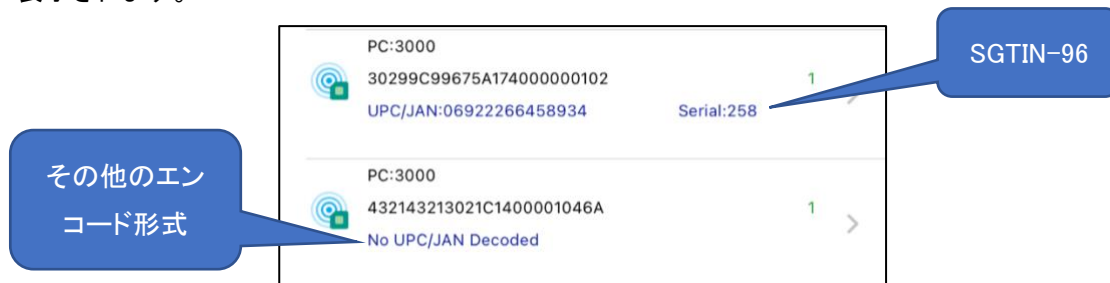 表示されます。
PC:3000
30299C99675A174000000102
1
UPC/JAN:06922266458934
Serial:258
SGTIN-96
その他のエン
コード形式
PC:3000
432143213021C1400001046A
1
No UPC/JAN Decoded